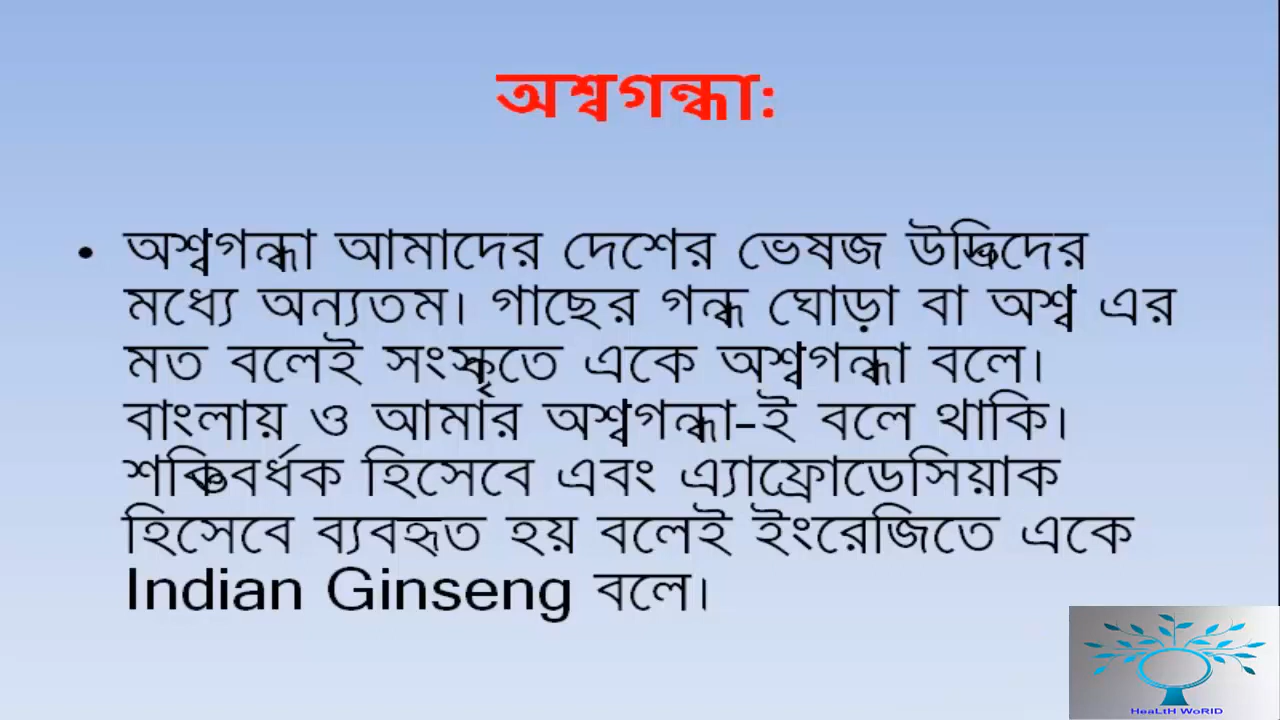 অশ্বগন্ধা:
• অশ্বগন্ধা আমাদের দেশের ভেষজ উদ্ভিদের
মধ্যে অন্যতম। গাছের গন্ধ ঘোড়া বা অশ্ব এর
মত বলেই সংস্কৃতে একে অশ্বগন্ধা বলে।
বাংলায় ও আমার্ অশ্বগন্ধা-ই বলে থাকি।
শক্তিবর্ধক হিসেবে এবং এ্যাফ্রোডেসিয়াক
হিসেবে ব্যবহৃত হয় বলেই ইংরেজিতে একে
Indian Ginseng বলে।
HeaLtH WoRlD